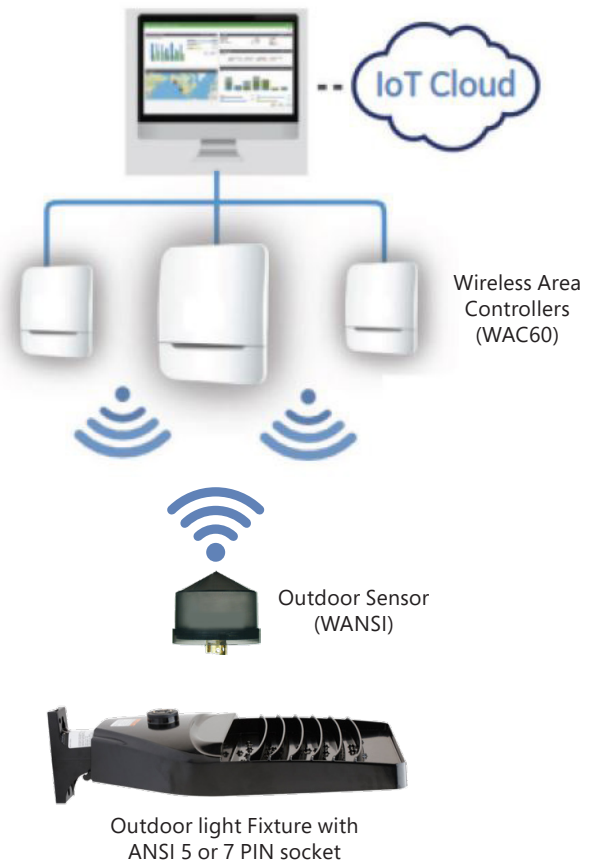 IoT Cloud
Wireless Area
Controllers
(WAC60)
Outdoor Sensor
(WANSI)
Outdoor light Fixture with
ANSI 5 or 7 PIN socket